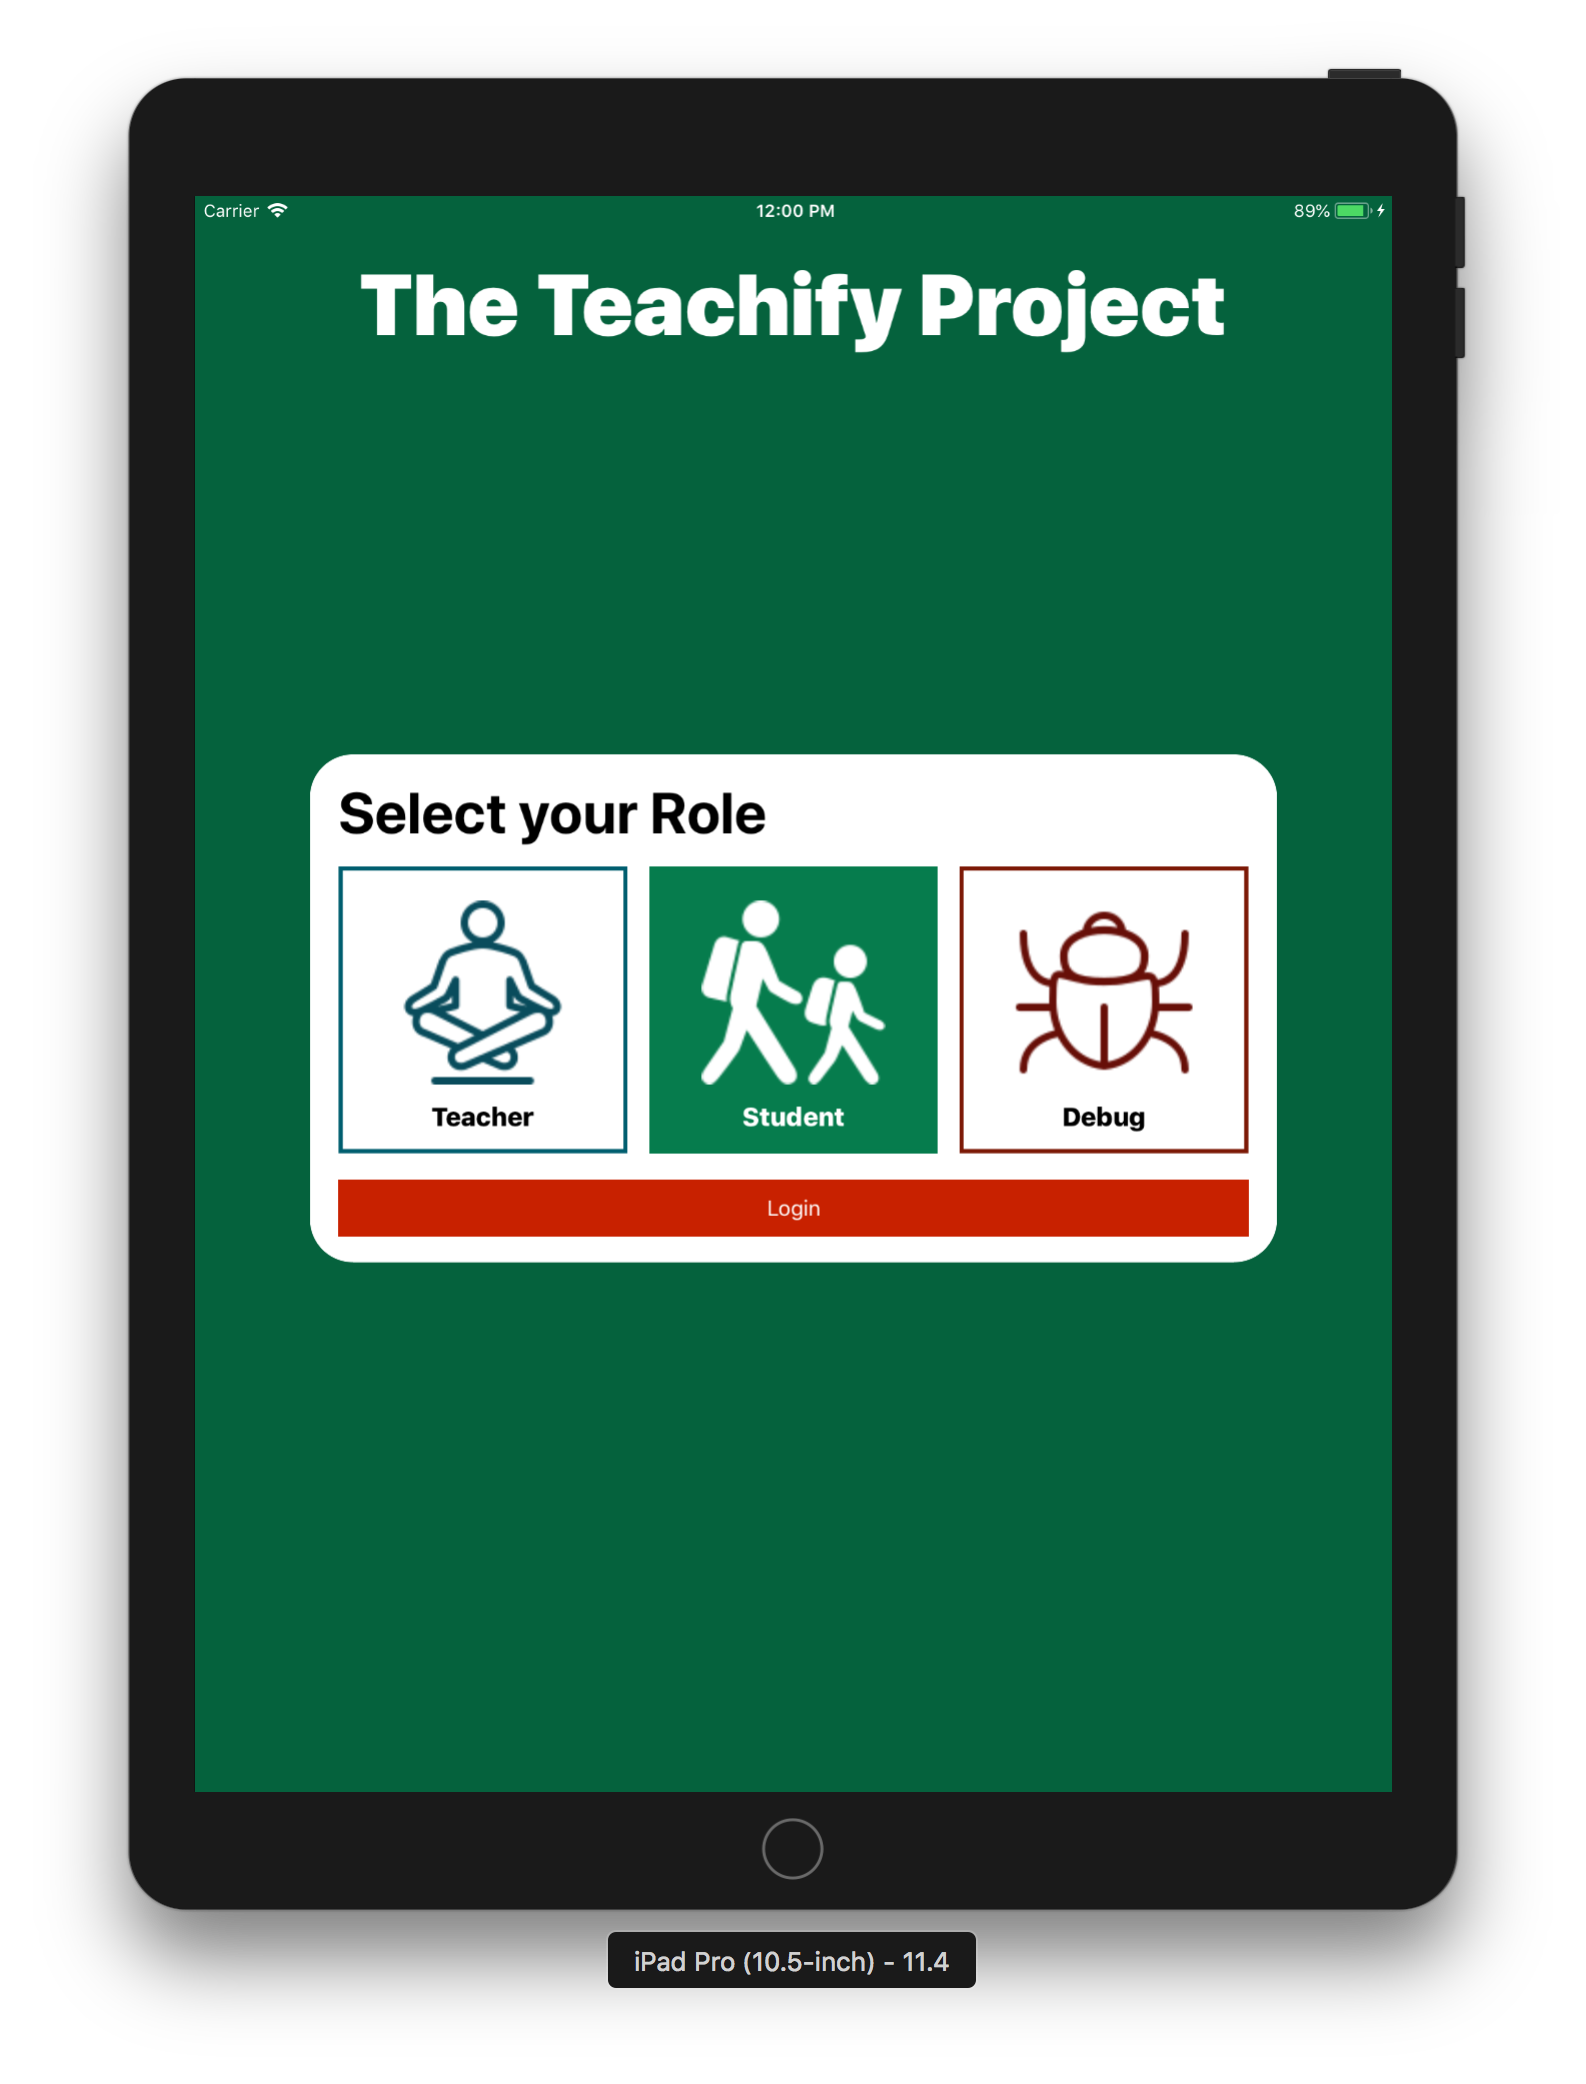 Carrier 12:00 PM 89%
The Teachify Project
Select your Role
Teacher Student Debug
Login
iPad Pro (10.5-inch) - 11.4